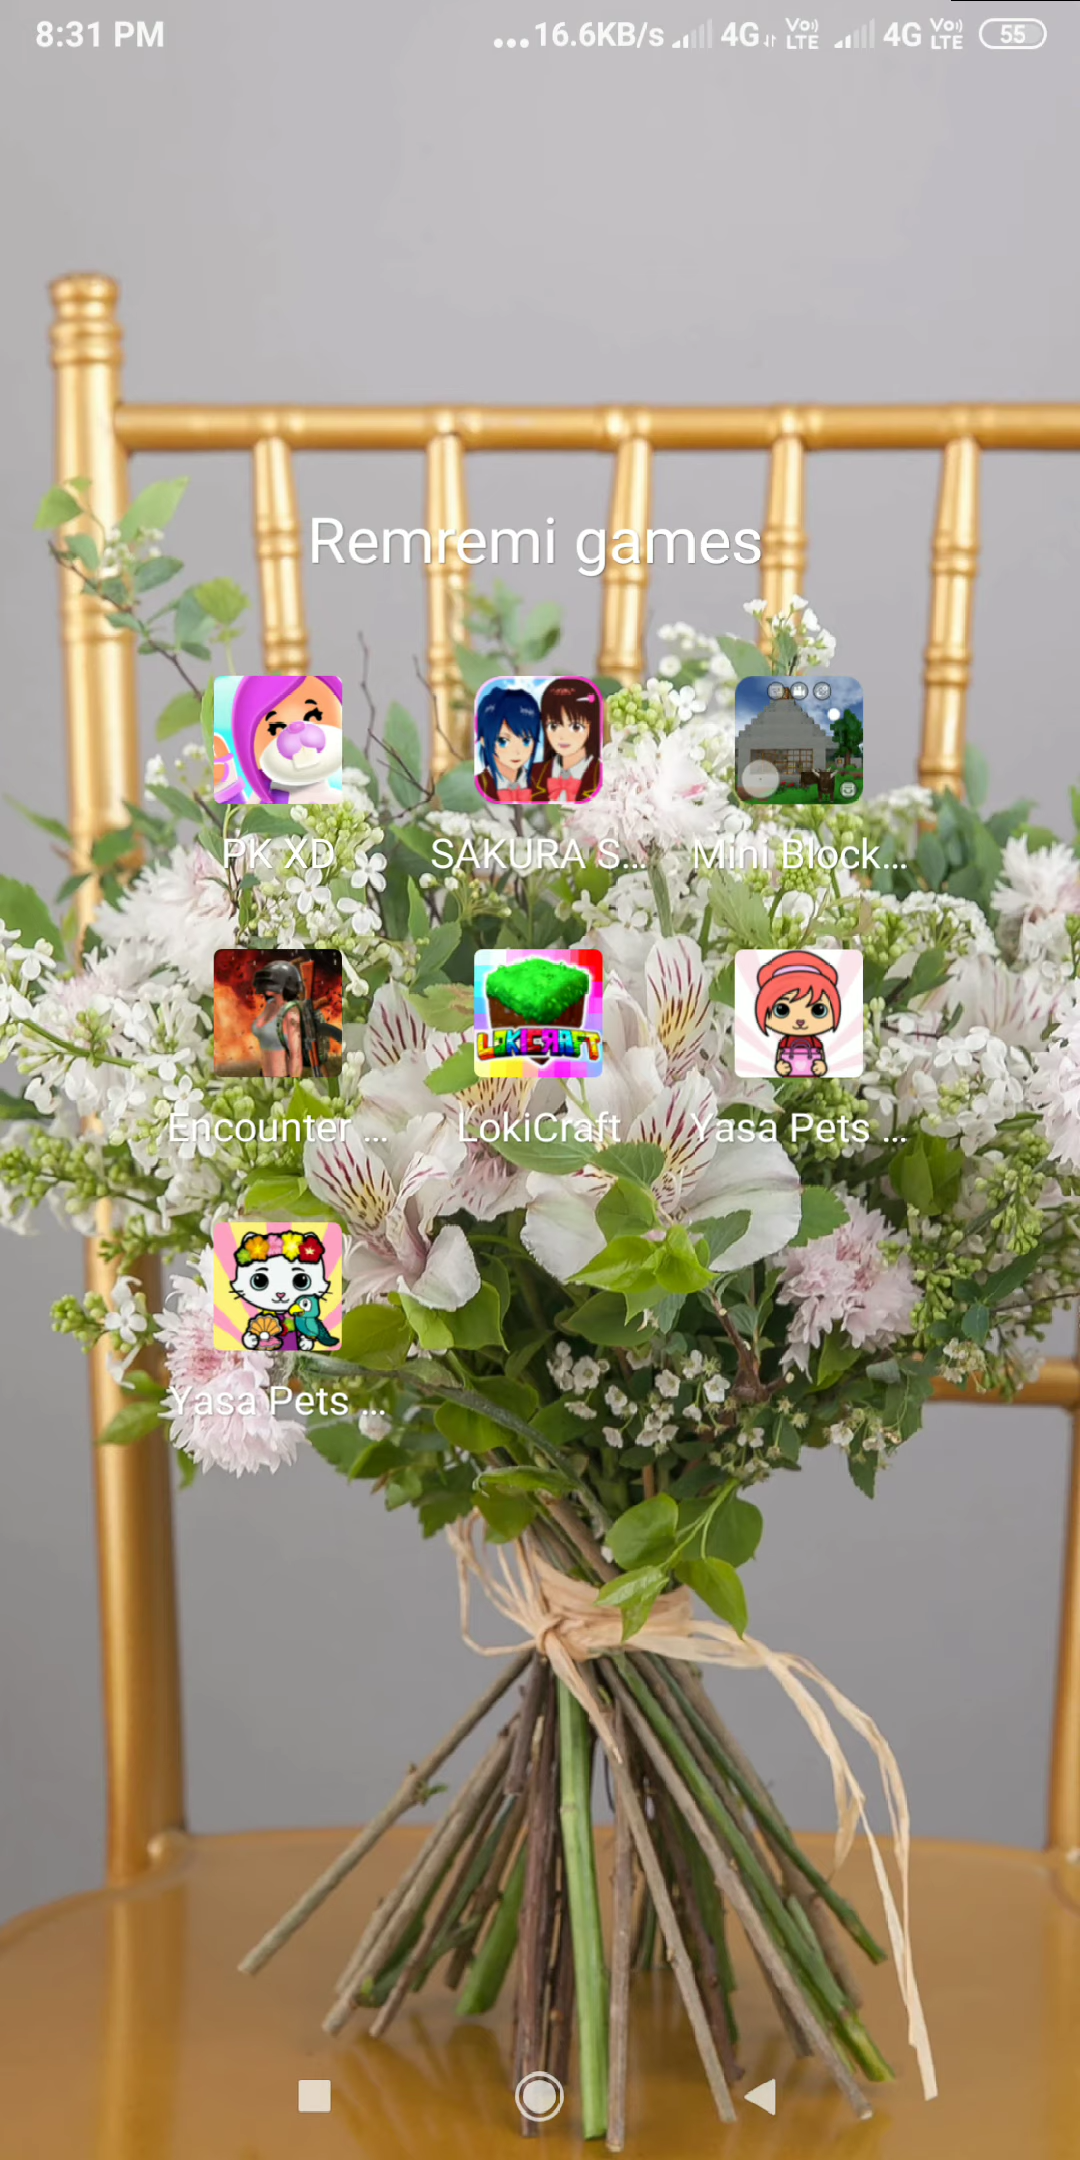 8:31 PM ...16.6KB/s 4G Vo) LTE 4G Vo) LTE 55
Remremi games
PK XD SAKURA S... Mini Block...
LOKICRAFT
Encounter ... LokiCraft Yasa Pets ...
Yasa Pets ...